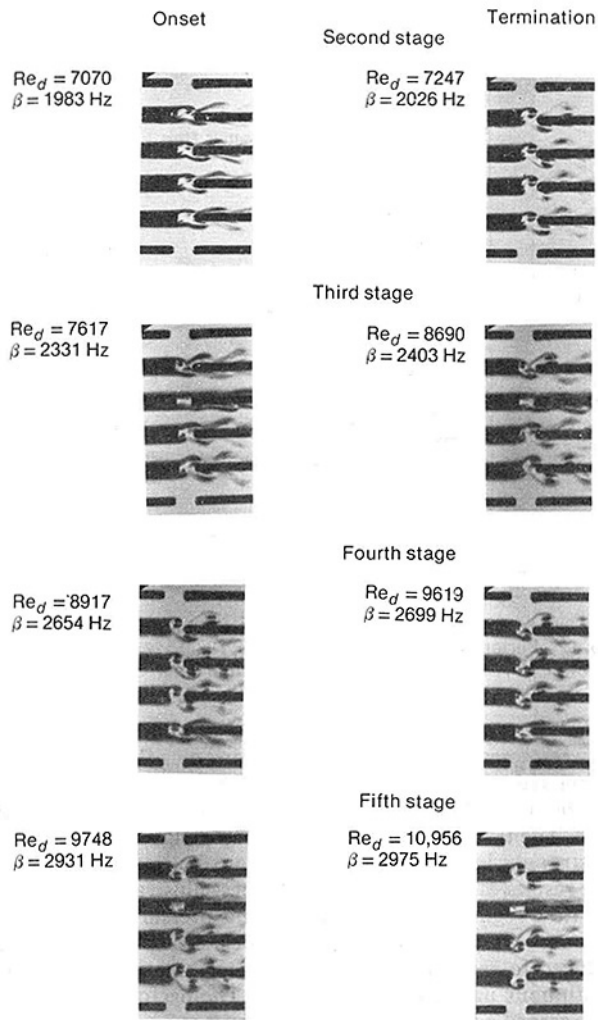 Onset Termination
Second stage
Re_d = 7070 Re_d = 7247
β = 1983 Hz β = 2026 Hz
Third stage
Re_d = 7617 Re_d = 8690
β = 2331 Hz β = 2403 Hz
Fourth stage
Re_d = 8917 Re_d = 9619
β = 2654 Hz β = 2699 Hz
Fifth stage
Re_d = 9748 Re_d = 10,956
β = 2931 Hz β = 2975 Hz